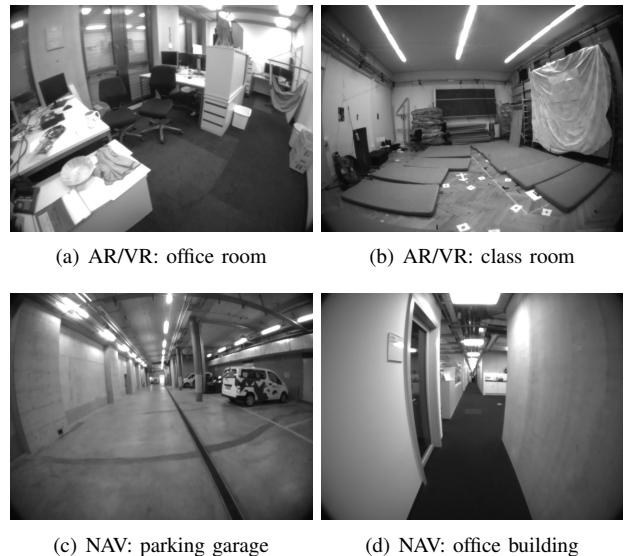 (a) AR/VR: office room
(b) AR/VR: class room
(c) NAV: parking garage
(d) NAV: office building